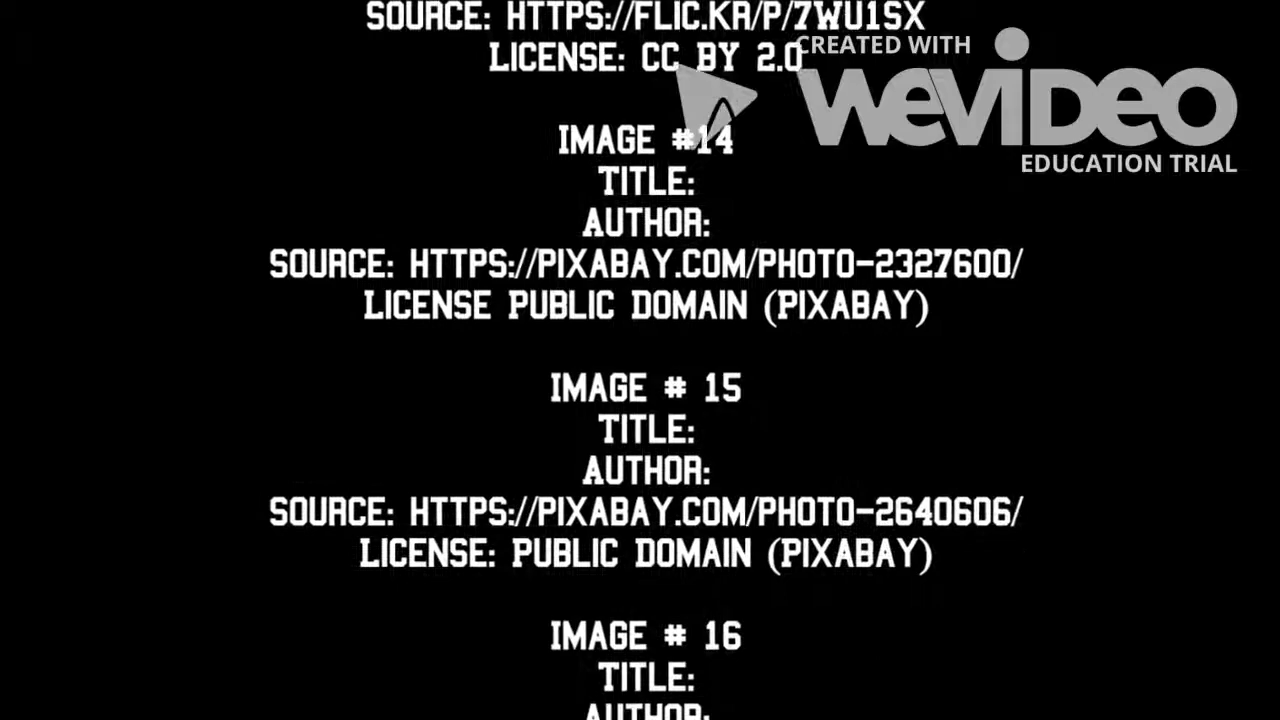 SOURCE: HTTPS://FLIC.KR/P/7WU1SX
LICENSE: CC BY 2.0
CREATED WITH
WEVIDEO
EDUCATION TRIAL
IMAGE #14
TITLE:
AUTHOR:
SOURCE: HTTPS://PIXABAY.COM/PHOTO-2327600/
LICENSE PUBLIC DOMAIN (PIXABAY)
IMAGE # 15
TITLE:
AUTHOR:
SOURCE: HTTPS://PIXABAY.COM/PHOTO-2640606/
LICENSE: PUBLIC DOMAIN (PIXABAY)
IMAGE # 16
TITLE:
AUTHOR: